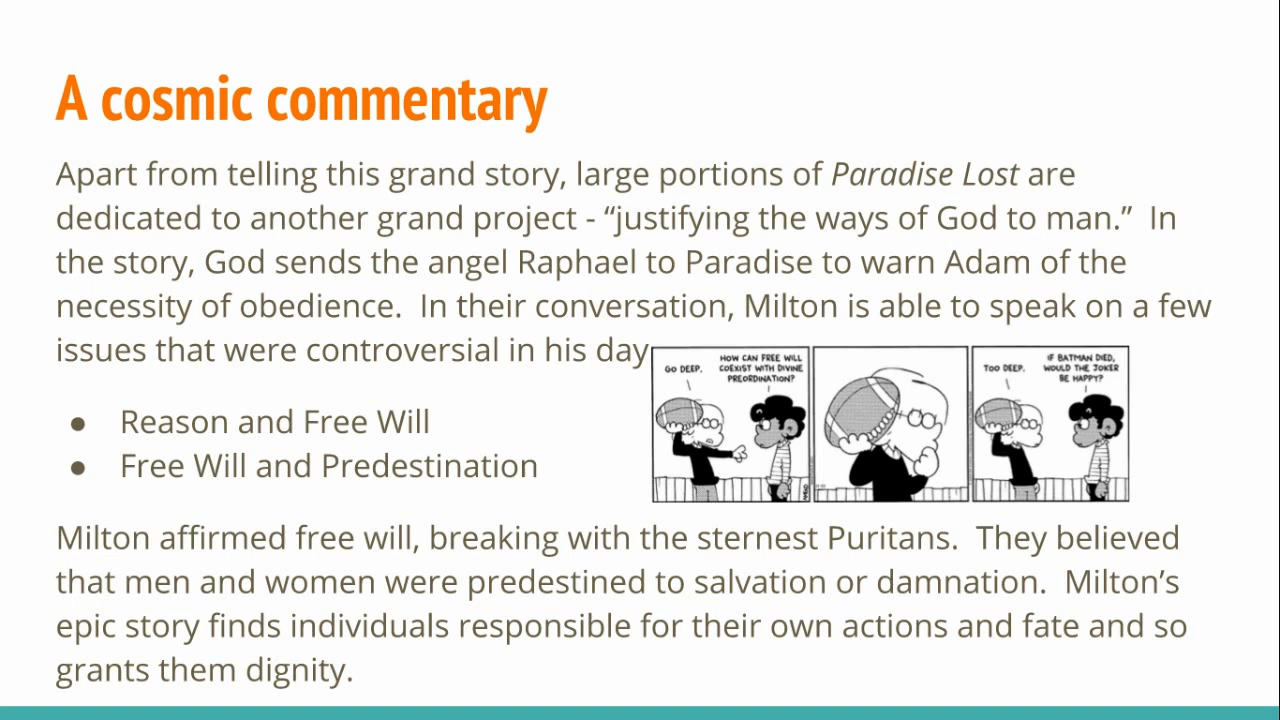 A cosmic commentary
Apart from telling this grand story, large portions of Paradise Lost are
dedicated to another grand project - “justifying the ways of God to man.”  In
the story, God sends the angel Raphael to Paradise to warn Adam of the
necessity of obedience.  In their conversation, Milton is able to speak on a few
issues that were controversial in his day
GO DEEP.
HOW CAN FREE WILL
COEXIST WITH DIVINE
PREORDINATION?
TOO DEEP.
IF BATMAN DIED,
WOULD THE JOKER
BE HAPPY?
● Reason and Free Will
● Free Will and Predestination
Milton affirmed free will, breaking with the sternest Puritans.  They believed
that men and women were predestined to salvation or damnation.  Milton’s
epic story finds individuals responsible for their own actions and fate and so
grants them dignity.